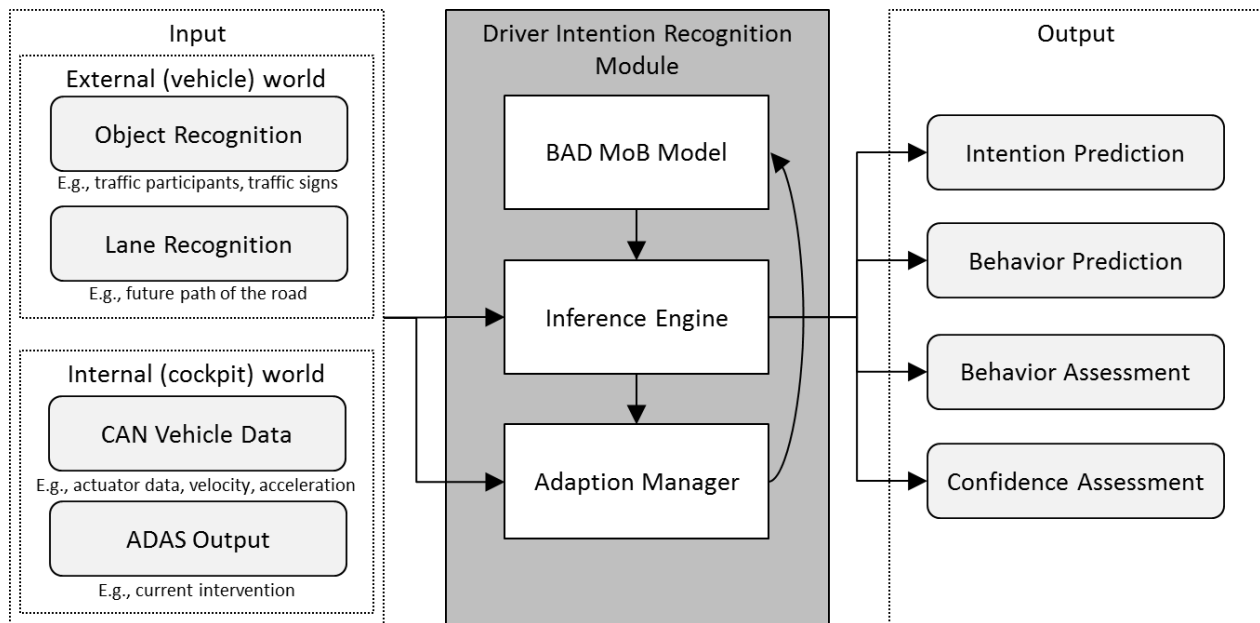 Input
External (vehicle) world
Object Recognition
E.g., traffic participants, traffic signs
Lane Recognition
E.g., future path of the road
Internal (cockpit) world
CAN Vehicle Data
E.g., actuator data, velocity, acceleration
ADAS Output
E.g., current intervention
Driver Intention Recognition
Module
BAD MoB Model
Inference Engine
Adaption Manager
Output
Intention Prediction
Behavior Prediction
Behavior Assessment
Confidence Assessment